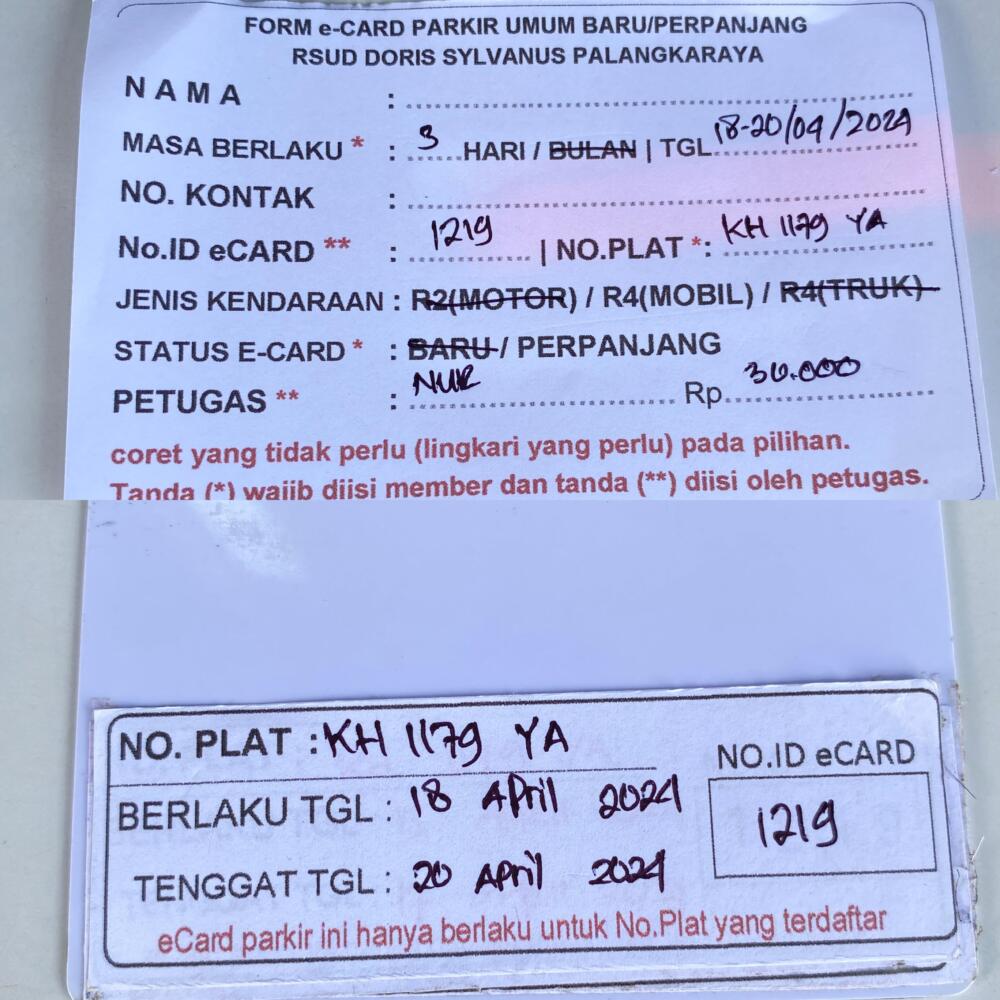 FORM e-CARD PARKIR UMUM BARU/PERPANJANG
RSUD DORIS SYLVANUS PALANGKARAYA
N A M A :
MASA BERLAKU * : 3 HARI / BULAN | TGL 18-20/04/2024
NO. KONTAK :
No.ID eCARD ** : 1219 | NO.PLAT *: KH 1179 YA
JENIS KENDARAAN : R2(MOTOR) / R4(MOBIL) / R4(TRUK)
STATUS E-CARD * : BARU / PERPANJANG
PETUGAS ** : NUR Rp 30.000
coret yang tidak perlu (lingkari yang perlu) pada pilihan.
Tanda (*) wajib diisi member dan tanda (**) diisi oleh petugas.
NO. PLAT : KH 1179 YA
NO.ID eCARD
BERLAKU TGL : 18 April 2024
1219
TENGGAT TGL : 20 April 2024
eCard parkir ini hanya berlaku untuk No.Plat yang terdaftar